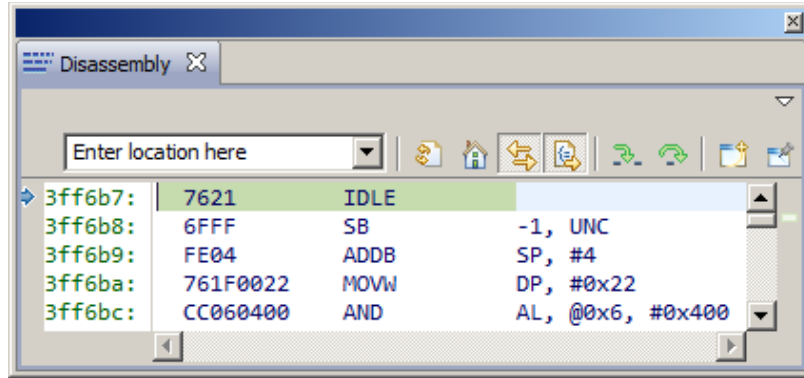 Disassembly
Enter location here
3ff6b7: 7621 IDLE
3ff6b8: 6FFF SB -1, UNC
3ff6b9: FE04 ADDB SP, #4
3ff6ba: 761F0022 MOVW DP, #0x22
3ff6bc: CC060400 AND AL, @0x6, #0x400